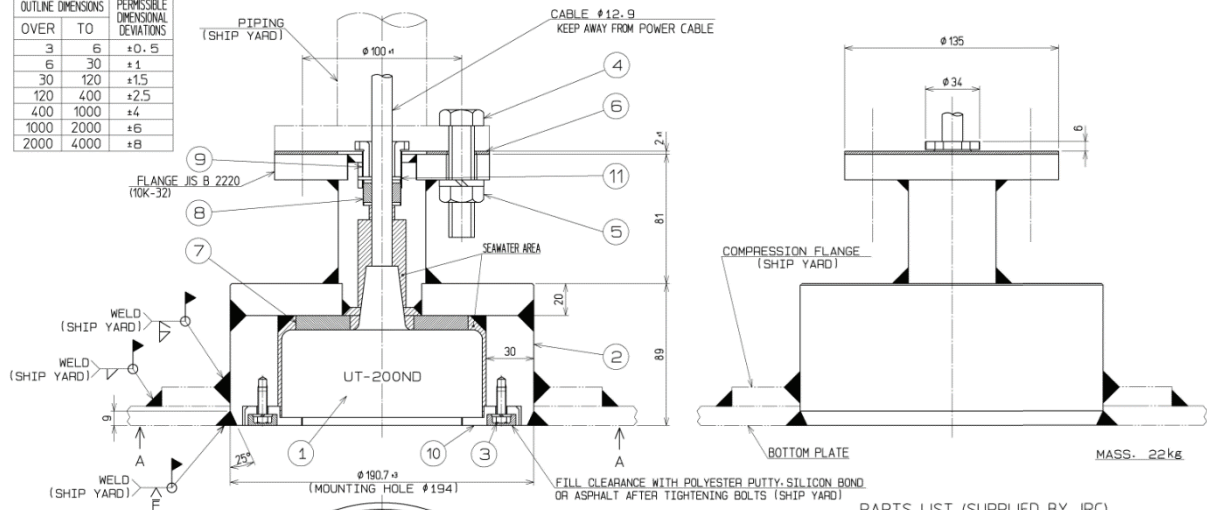 OUTLINE DIMENSIONS
PERMISSIBLE
DIMENSIONAL
DEVIATIONS
OVER TO
3 6 ±0.5
6 30 ±1
30 120 ±1.5
120 400 ±2.5
400 1000 ±4
1000 2000 ±6
2000 4000 ±8
PIPING
(SHIP YARD)
CABLE φ12.9
KEEP AWAY FROM POWER CABLE
φ100 ±1
4
6
9
FLANGE JIS B 2220
(10K-32)
11
8
5
7
SEAWATER AREA
2 ±1
81
20
89
30
2
WELD
(SHIP YARD)
WELD
(SHIP YARD)
UT-200ND
9
A
1
10
3
A
25°
WELD
(SHIP YARD)
F
φ190.7 ±3
(MOUNTING HOLE φ194)
FILL CLEARANCE WITH POLYESTER PUTTY, SILICON BOND
OR ASPHALT AFTER TIGHTENING BOLTS (SHIP YARD)
φ135
φ34
6
COMPRESSION FLANGE
(SHIP YARD)
BOTTOM PLATE
MASS. 22kg
PARTS LIST (SUPPLIED BY JRC)